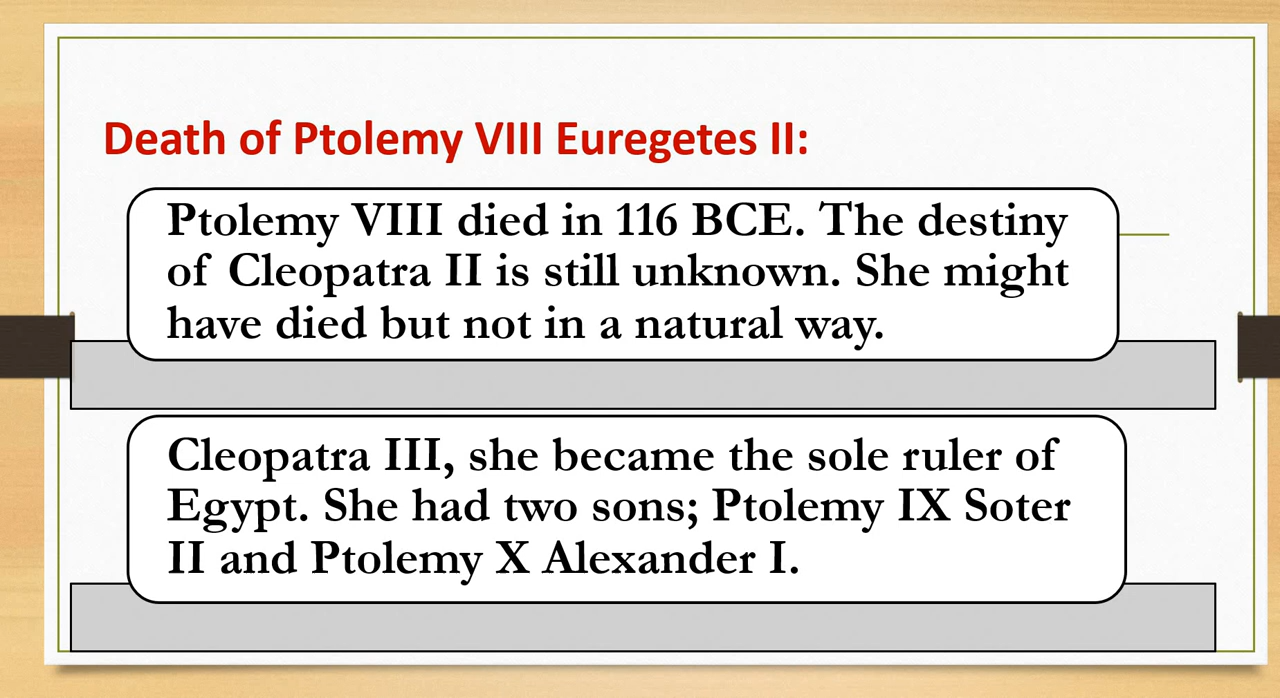 Death of Ptolemy VIII Euregetes II:
Ptolemy VIII died in 116 BCE. The destiny
of Cleopatra II is still unknown. She might
have died but not in a natural way.
Cleopatra III, she became the sole ruler of
Egypt. She had two sons; Ptolemy IX Soter
II and Ptolemy X Alexander I.